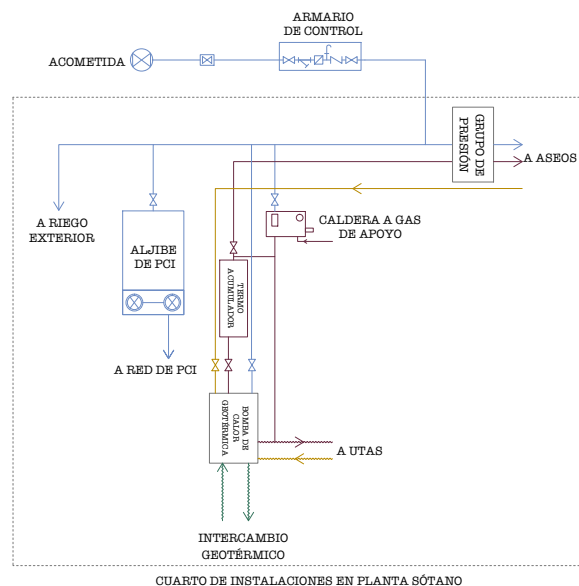 ARMARIO
DE CONTROL
ACOMETIDA
GRUPO DE
PRESIÓN
A ASEOS
A RIEGO
EXTERIOR
ALJIBE
DE PCI
CALDERA A GAS
DE APOYO
TERMO
ACUMULADOR
A RED DE PCI
BOMBA DE
CALOR
GEOTÉRMICA
A UTAS
INTERCAMBIO
GEOTÉRMICO
CUARTO DE INSTALACIONES EN PLANTA SÓTANO